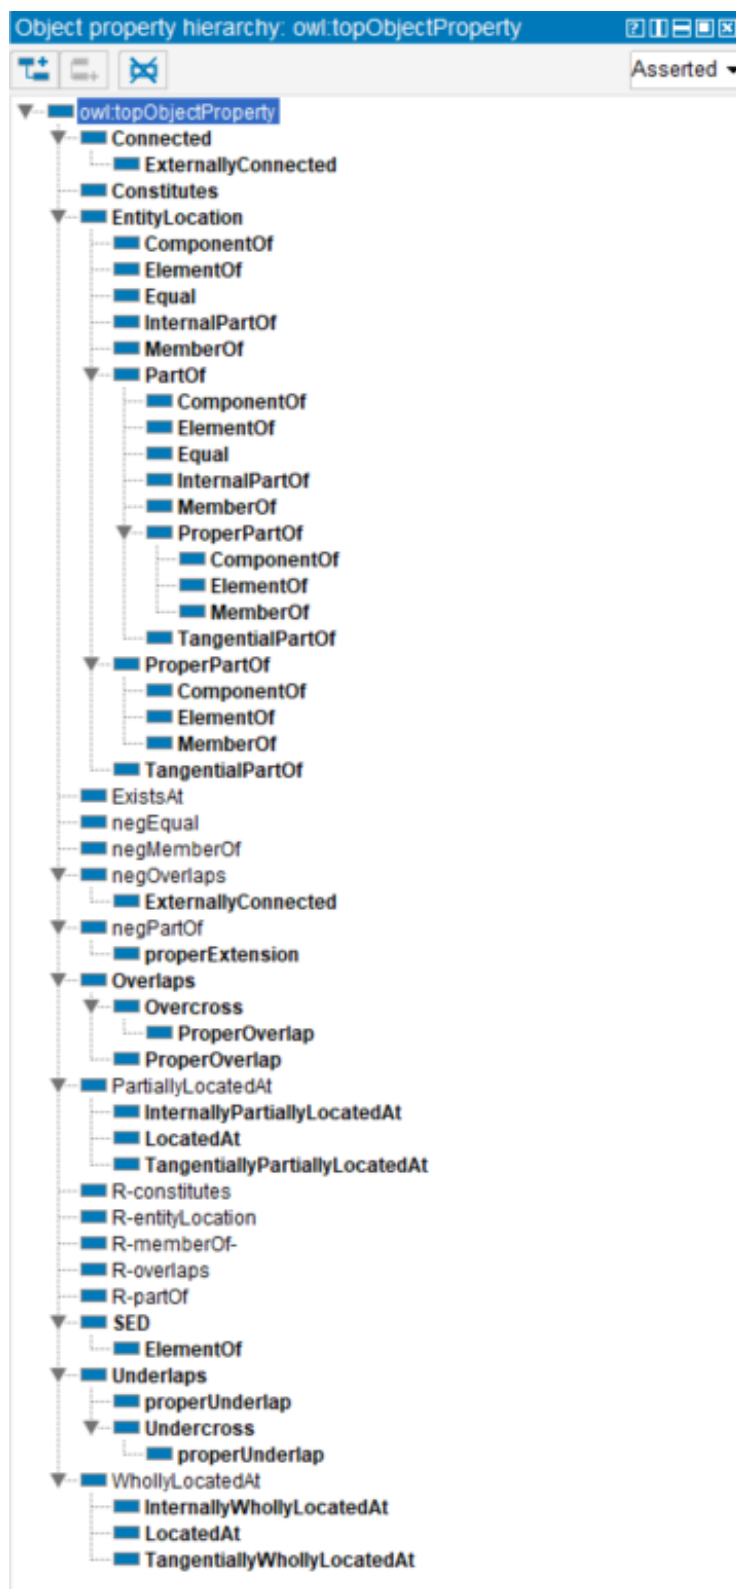 Object property hierarchy: owl:topObjectProperty
Asserted
owl:topObjectProperty
Connected
ExternallyConnected
Constitutes
EntityLocation
ComponentOf
ElementOf
Equal
InternalPartOf
MemberOf
PartOf
ComponentOf
ElementOf
Equal
InternalPartOf
MemberOf
ProperPartOf
ComponentOf
ElementOf
MemberOf
TangentialPartOf
ProperPartOf
ComponentOf
ElementOf
MemberOf
TangentialPartOf
ExistsAt
negEqual
negMemberOf
negOverlaps
ExternallyConnected
negPartOf
properExtension
Overlaps
Overcross
ProperOverlap
ProperOverlap
PartiallyLocatedAt
InternallyPartiallyLocatedAt
LocatedAt
TangentiallyPartiallyLocatedAt
R-constitutes
R-entityLocation
R-memberOf-
R-overlaps
R-partOf
SED
ElementOf
Underlaps
properUnderlap
Undercross
properUnderlap
WhollyLocatedAt
InternallyWhollyLocatedAt
LocatedAt
TangentiallyWhollyLocatedAt